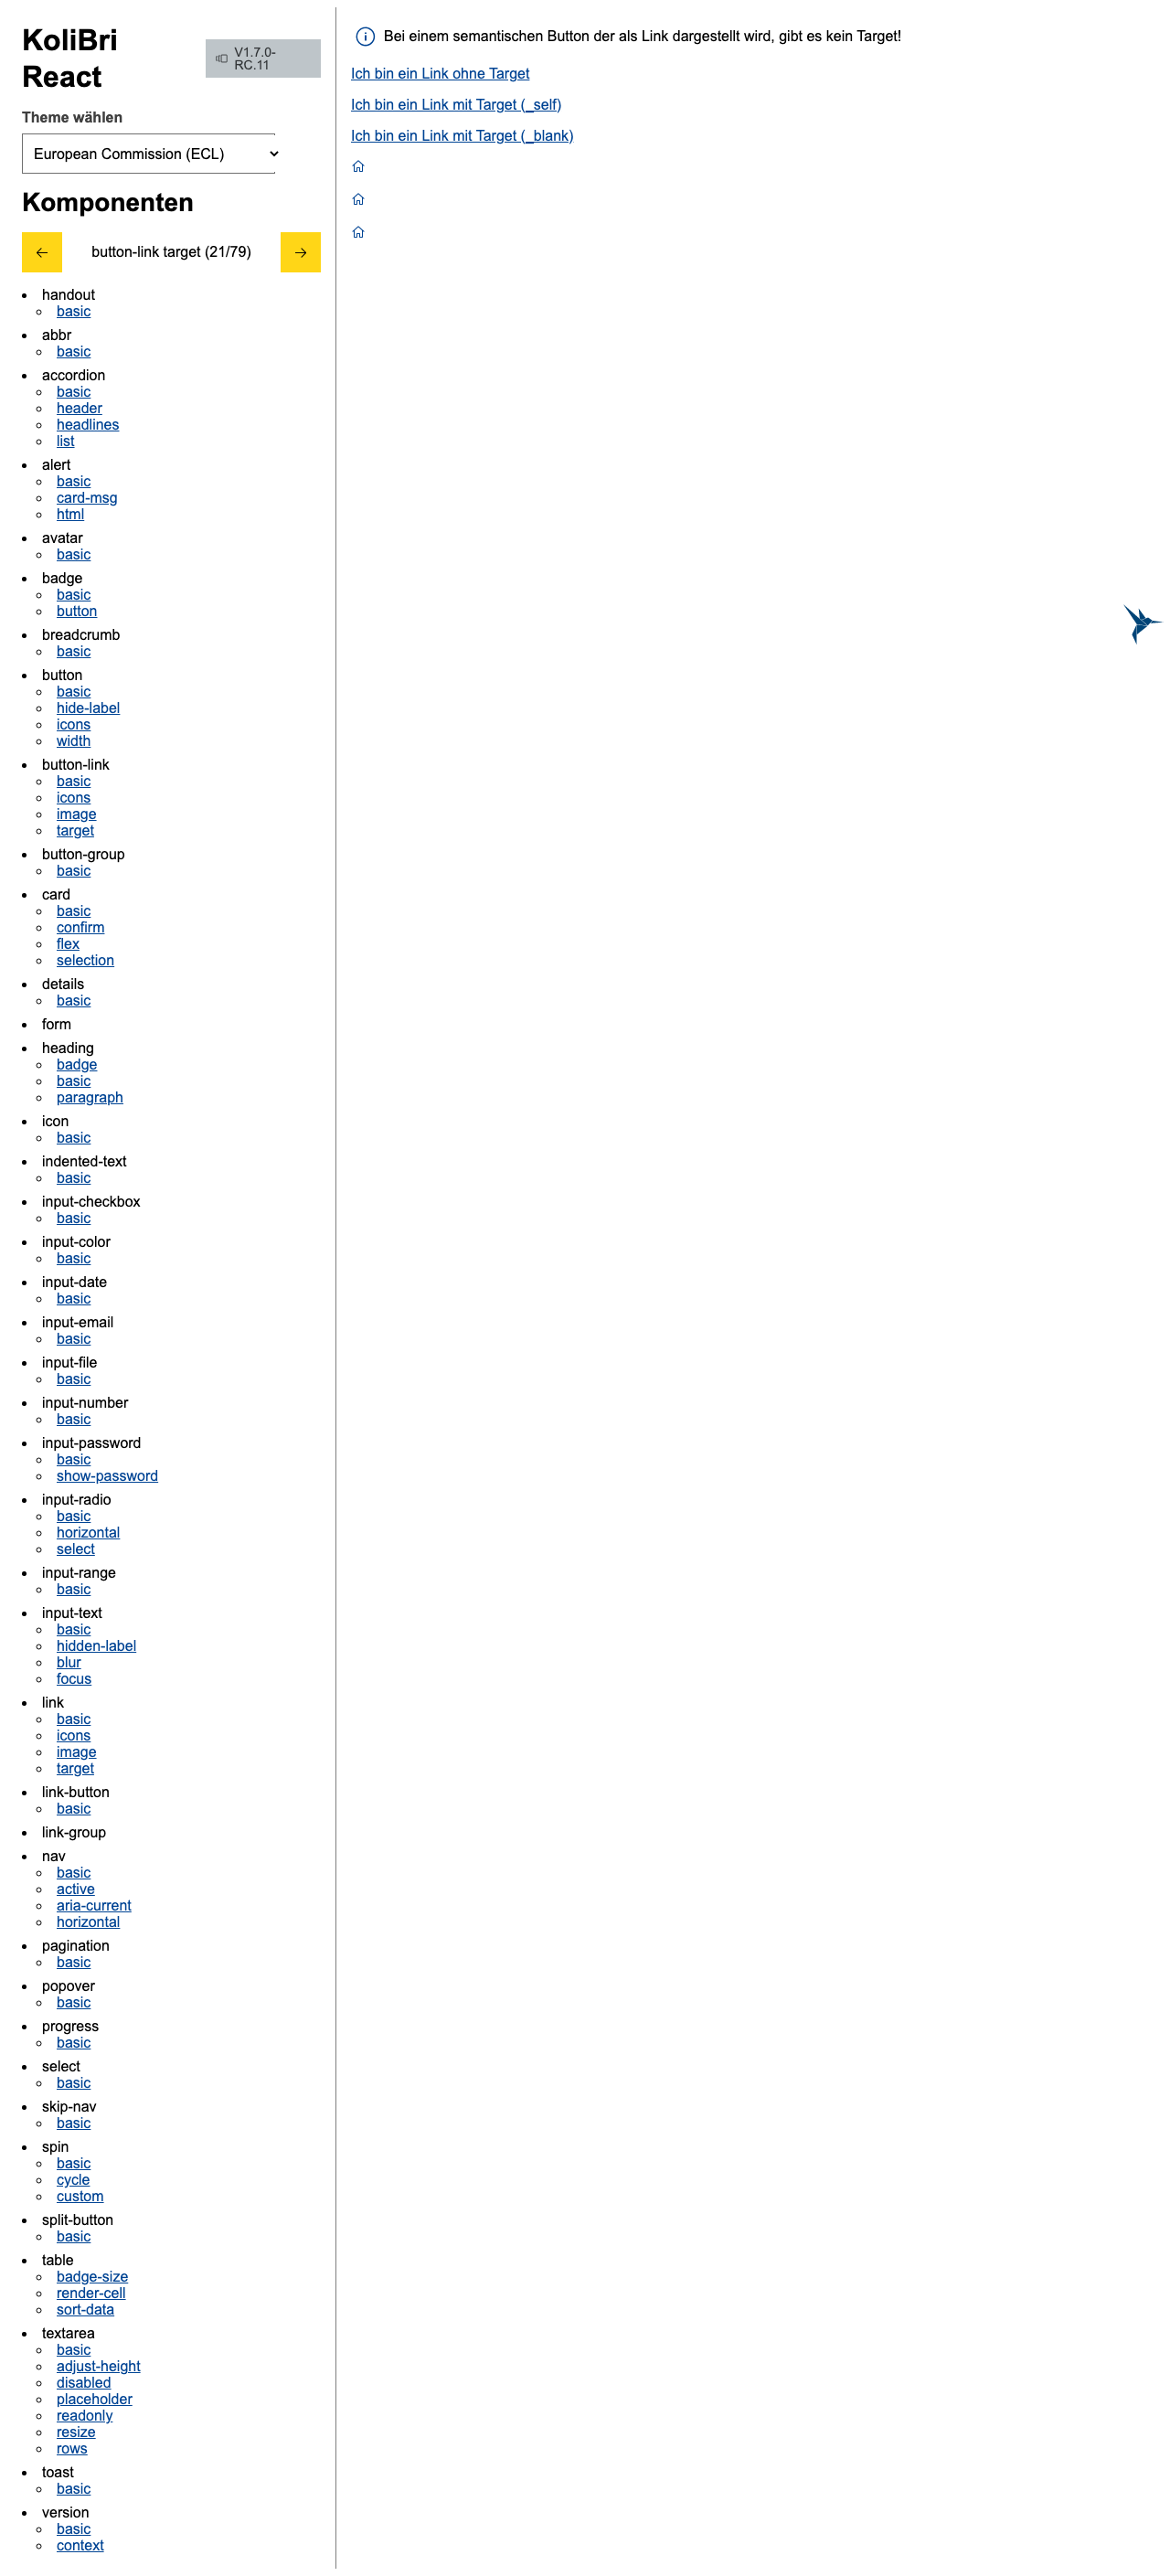 KoliBri
React
V1.7.0-
RC.11
Theme wählen
European Commission (ECL)
Komponenten
button-link target (21/79)
handout
basic
abbr
basic
accordion
basic
header
headlines
list
alert
basic
card-msg
html
avatar
basic
badge
basic
button
breadcrumb
basic
button
basic
hide-label
icons
width
button-link
basic
icons
image
target
button-group
basic
card
basic
confirm
flex
selection
details
basic
form
heading
badge
basic
paragraph
icon
basic
indented-text
basic
input-checkbox
basic
input-color
basic
input-date
basic
input-email
basic
input-file
basic
input-number
basic
input-password
basic
show-password
input-radio
basic
horizontal
select
input-range
basic
input-text
basic
hidden-label
blur
focus
link
basic
icons
image
target
link-button
basic
link-group
nav
basic
active
aria-current
horizontal
pagination
basic
popover
basic
progress
basic
select
basic
skip-nav
basic
spin
basic
cycle
custom
split-button
basic
table
badge-size
render-cell
sort-data
textarea
basic
adjust-height
disabled
placeholder
readonly
resize
rows
toast
basic
version
basic
context
Bei einem semantischen Button der als Link dargestellt wird, gibt es kein Target!
Ich bin ein Link ohne Target
Ich bin ein Link mit Target (_self)
Ich bin ein Link mit Target (_blank)